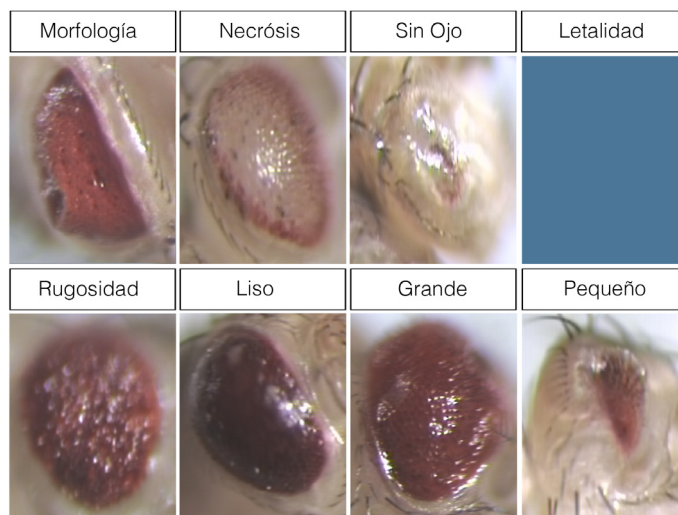 Morfología
Necrósis
Sin Ojo
Letalidad
Rugosidad
Liso
Grande
Pequeño